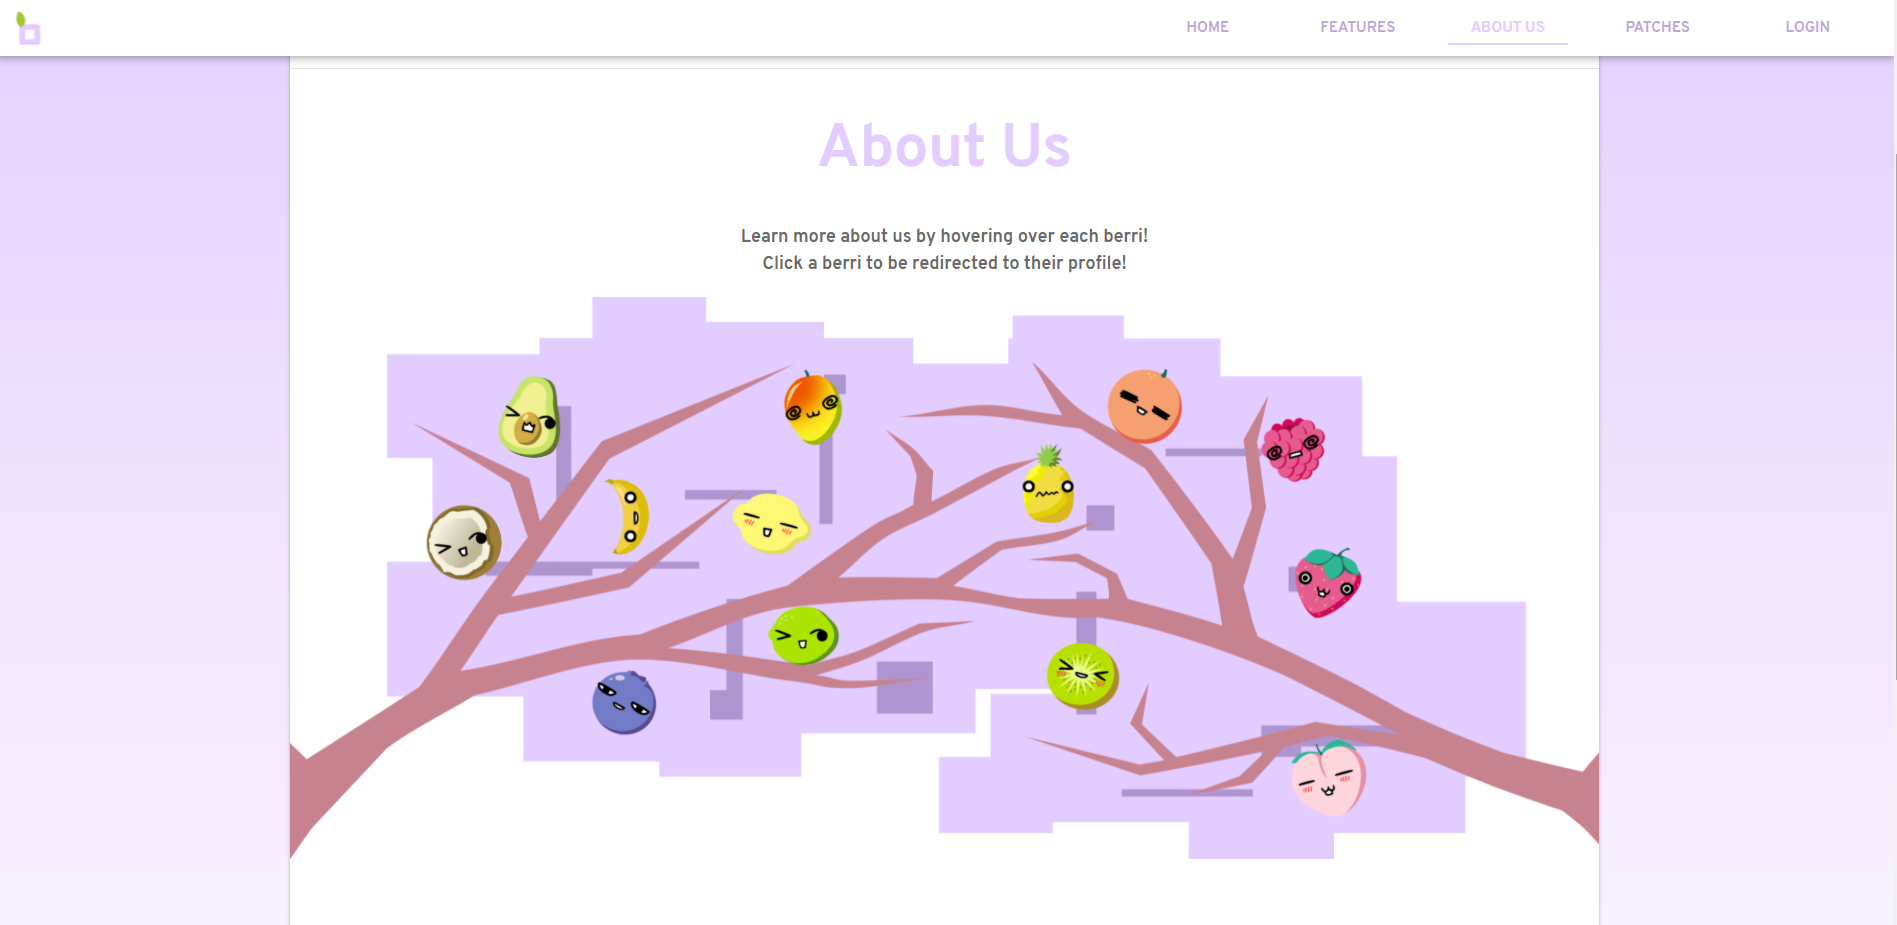 HOME
FEATURES
ABOUT US
PATCHES
LOGIN
About Us
Learn more about us by hovering over each berri!
Click a berri to be redirected to their profile!